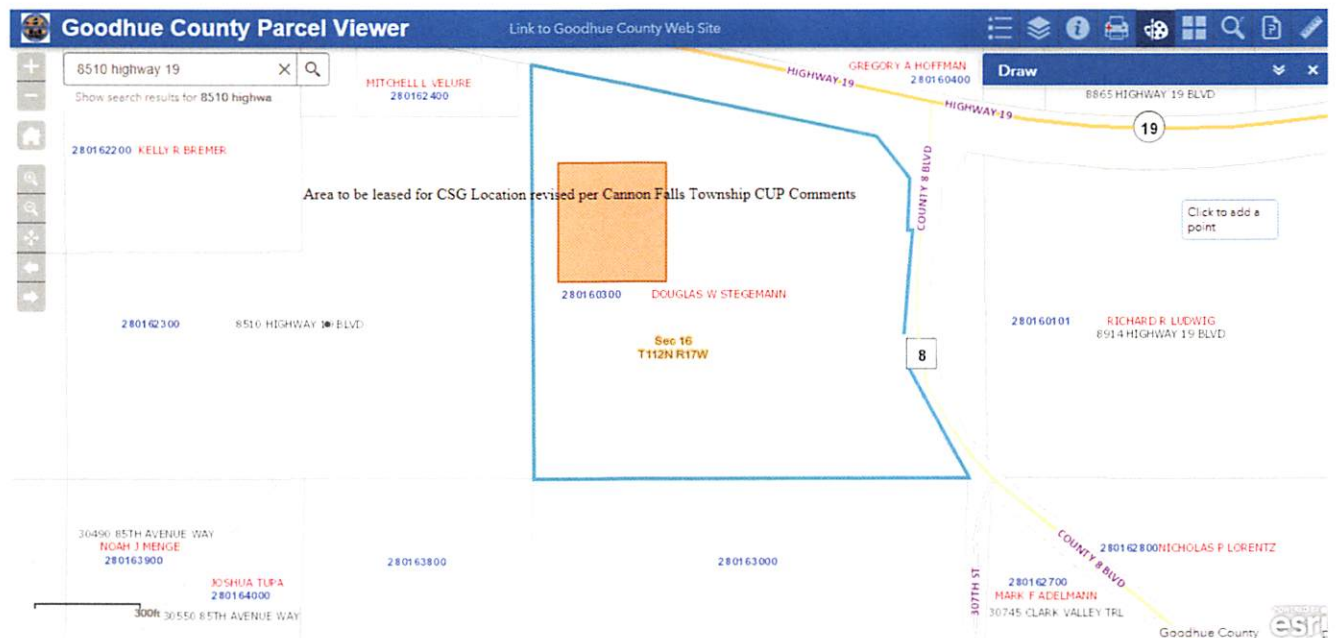 Goodhue County Parcel Viewer
Link to Goodhue County Web Site
8510 highway 19
Show search results for 8510 highwa
Draw
MITCHELL L VELURE
280162400
HIGHWAY 19
GREGORY A HOFFMAN
280160400
HIGHWAY 19
8865 HIGHWAY 19 BLVD
19
280162200 KELLY R BREMER
Area to be leased for CSG Location revised per Cannon Falls Township CUP Comments
COUNTY 8 BLVD
Click to add a
point
280160300 DOUGLAS W STEGEMANN
280162300 8510 HIGHWAY 19 BLVD
280160101 RICHARD R LUDWIG
8914 HIGHWAY 19 BLVD
Sec 16
T112N R17W
8
30490 85TH AVENUE WAY
NOAH J MENGE
280163900
280163800
280163000
COUNTY 8 BLVD
280162800 NICHOLAS P LORENTZ
JOSHUA TUPA
280164000
300ft 30550 85TH AVENUE WAY
307TH ST
280162700
MARK F ADELMANN
30745 CLARK VALLEY TRL
Goodhue County
esri